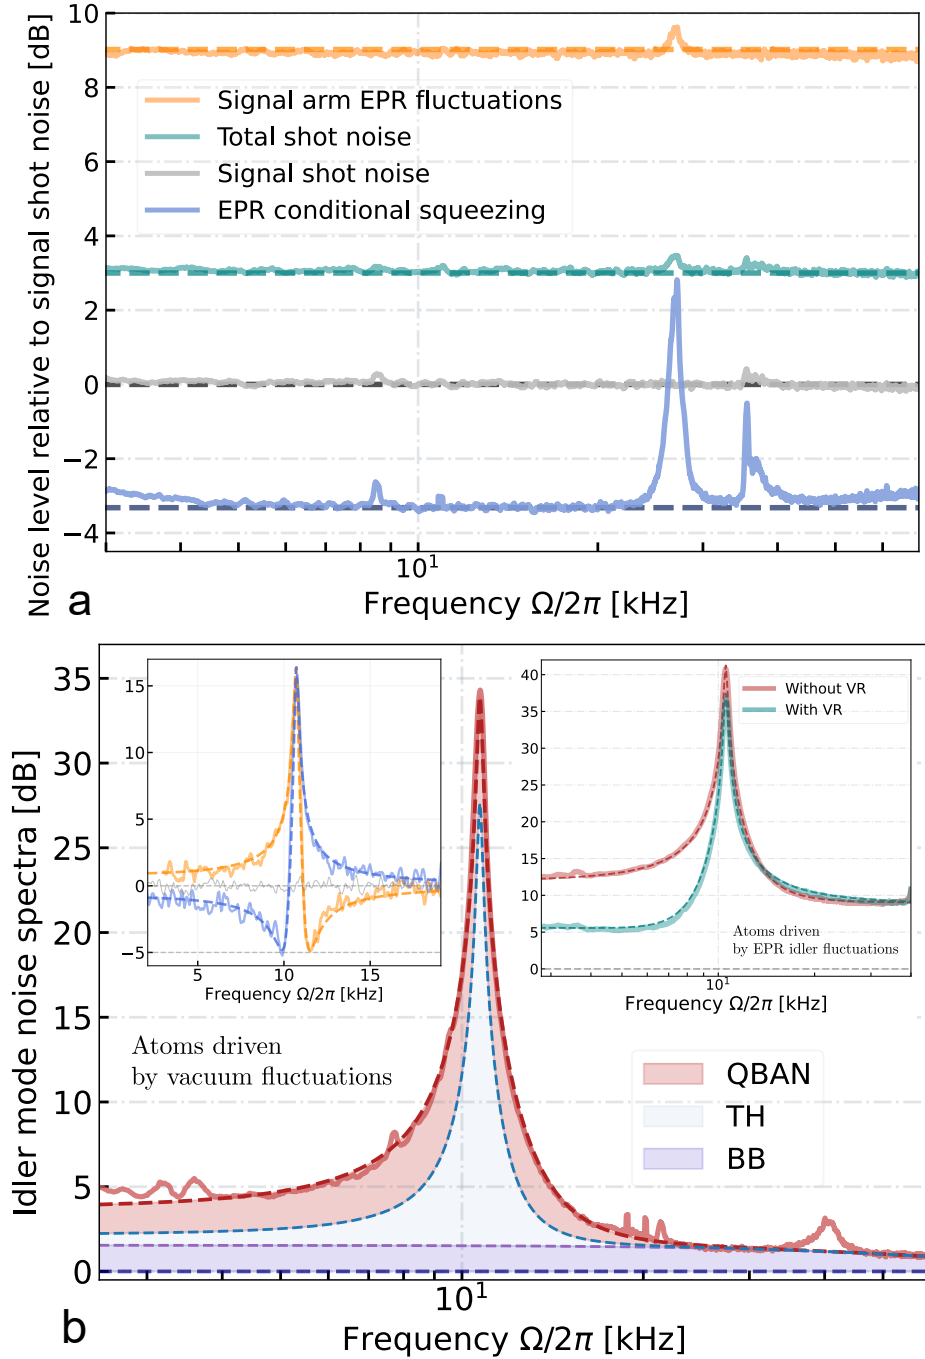 Noise level relative to signal shot noise [dB]
10
8
6
4
2
0
−2
−4
Signal arm EPR fluctuations
Total shot noise
Signal shot noise
EPR conditional squeezing
10¹
Frequency Ω/2π [kHz]
a
Idler mode noise spectra [dB]
35
30
25
20
15
10
5
0
15
10
5
0
−5
5
10
15
Frequency Ω/2π [kHz]
40
35
30
25
20
15
10
5
0
Without VR
With VR
Atoms driven
by EPR idler fluctuations
10¹
Frequency Ω/2π [kHz]
Atoms driven
by vacuum fluctuations
QBAN
TH
BB
10¹
Frequency Ω/2π [kHz]
b